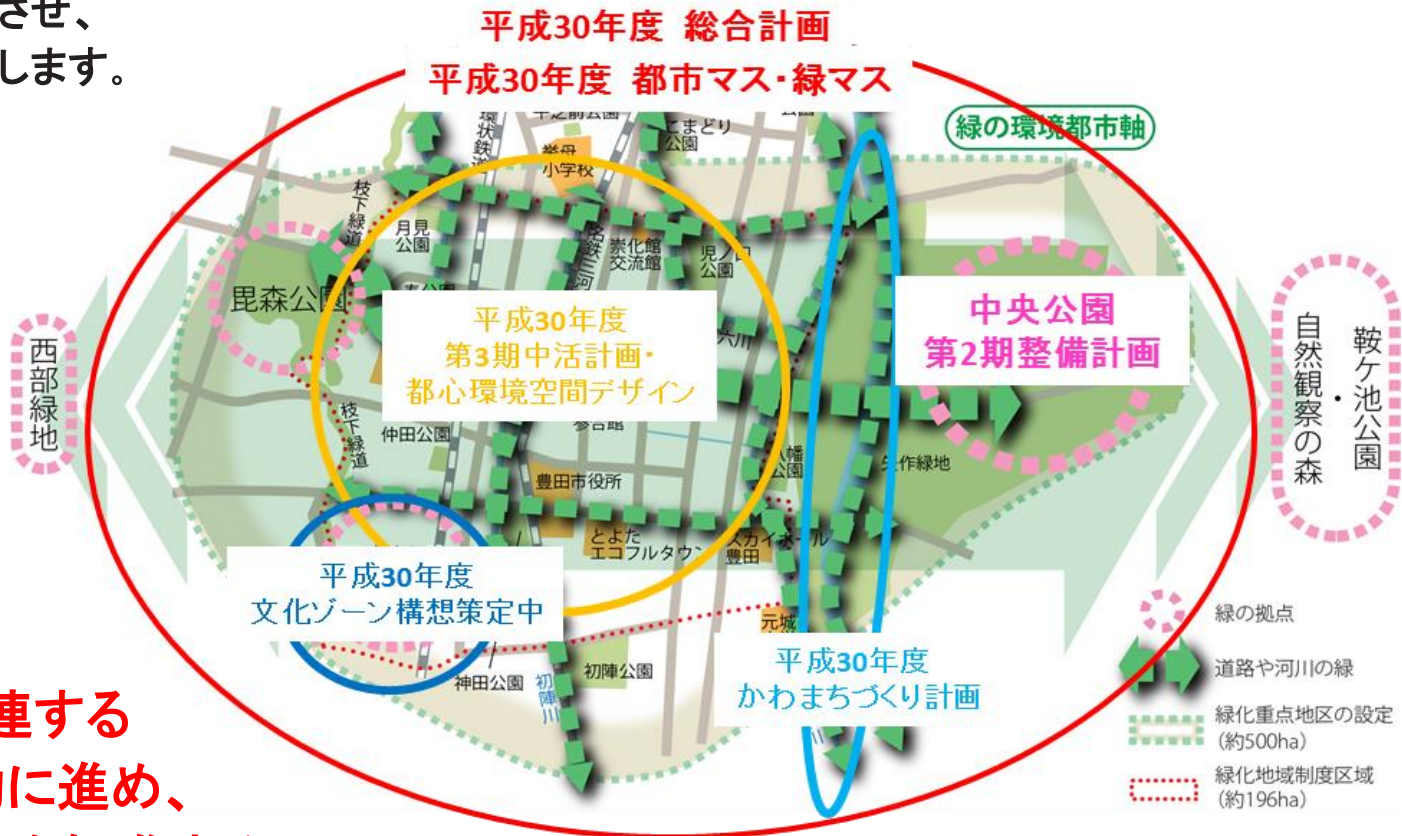 させ、
します。
平成30年度 総合計画
平成30年度 都市マス・緑マス
緑の環境都市軸
環状鉄道
こまどり
公園
挙母
小学校
枝下緑道
月見
公園
崇化館
交流館
児ノ口
公園
毘森公園
平成30年度
第3期中活計画・
都心環境空間デザイン
中央公園
第2期整備計画
西部緑地
鞍ケ池公園
・
自然観察の森
枝下緑道
仲田公園
参合館
豊田市役所
八幡
公園
矢作緑地
とよた
エコフルタウン
スカイホール
豊田
平成30年度
文化ゾーン構想策定中
元城
平成30年度
かわまちづくり計画
神田公園
初陣川
初陣公園
緑の拠点
道路や河川の緑
緑化重点地区の設定
(約500ha)
緑化地域制度区域
(約196ha)
連する
に進め、